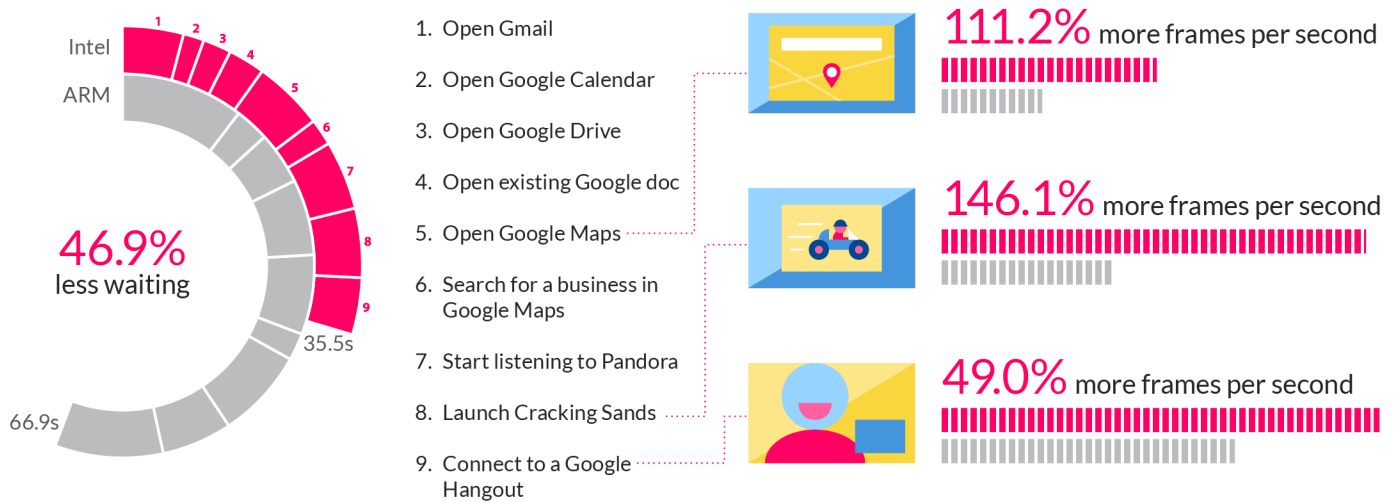 Intel
ARM
1
2
3
4
5
6
7
8
9
46.9%
less waiting
35.5s
66.9s
1. Open Gmail
2. Open Google Calendar
3. Open Google Drive
4. Open existing Google doc
5. Open Google Maps
6. Search for a business in
Google Maps
7. Start listening to Pandora
8. Launch Cracking Sands
9. Connect to a Google
Hangout
111.2% more frames per second
146.1% more frames per second
49.0% more frames per second